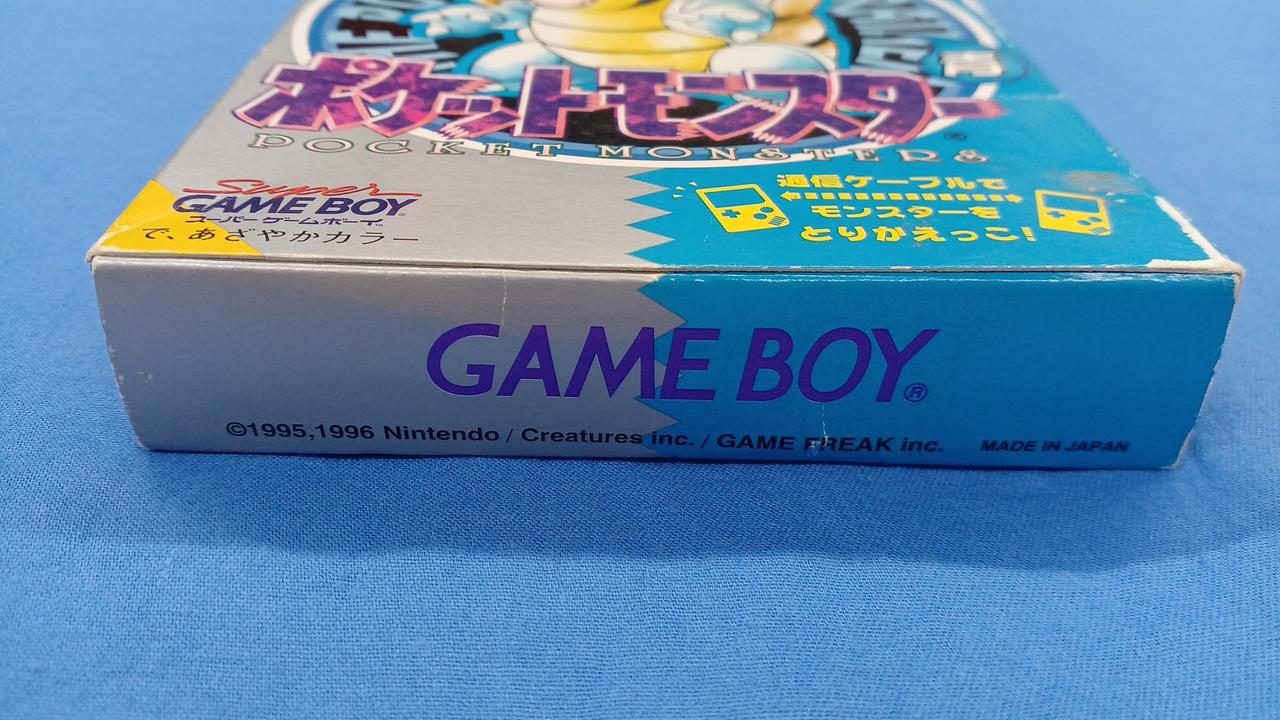 ポケットモンスター
POCKET MONSTERS®
Super
GAME BOY®
スーパーゲームボーイ™
で、あざやかカラー
通信ケーブルで
モンスターを
とりかえっこ!
GAME BOY®
©1995,1996 Nintendo / Creatures inc. / GAME FREAK inc. MADE IN JAPAN